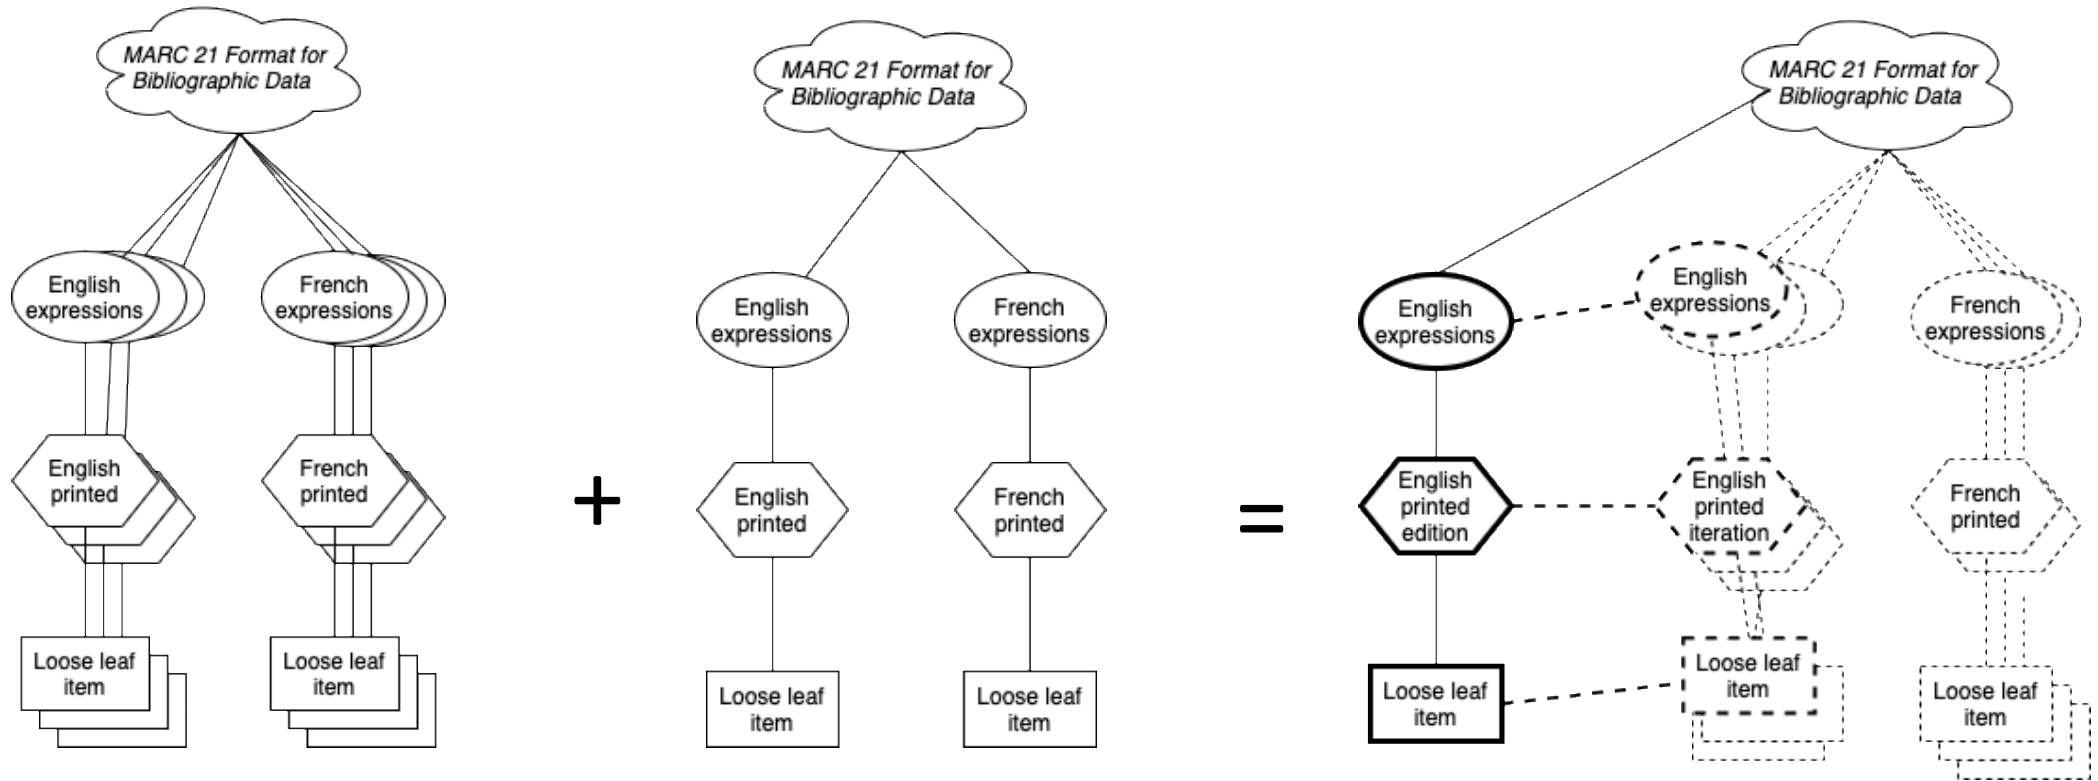 MARC 21 Format for
Bibliographic Data
English
expressions
French
expressions
English
printed
French
printed
Loose leaf
item
Loose leaf
item
+
MARC 21 Format for
Bibliographic Data
English
expressions
French
expressions
English
printed
French
printed
Loose leaf
item
Loose leaf
item
=
MARC 21 Format for
Bibliographic Data
English
expressions
English
expressions
French
expressions
English
printed
edition
English
printed
iteration
French
printed
Loose leaf
item
Loose leaf
item
Loose leaf
item